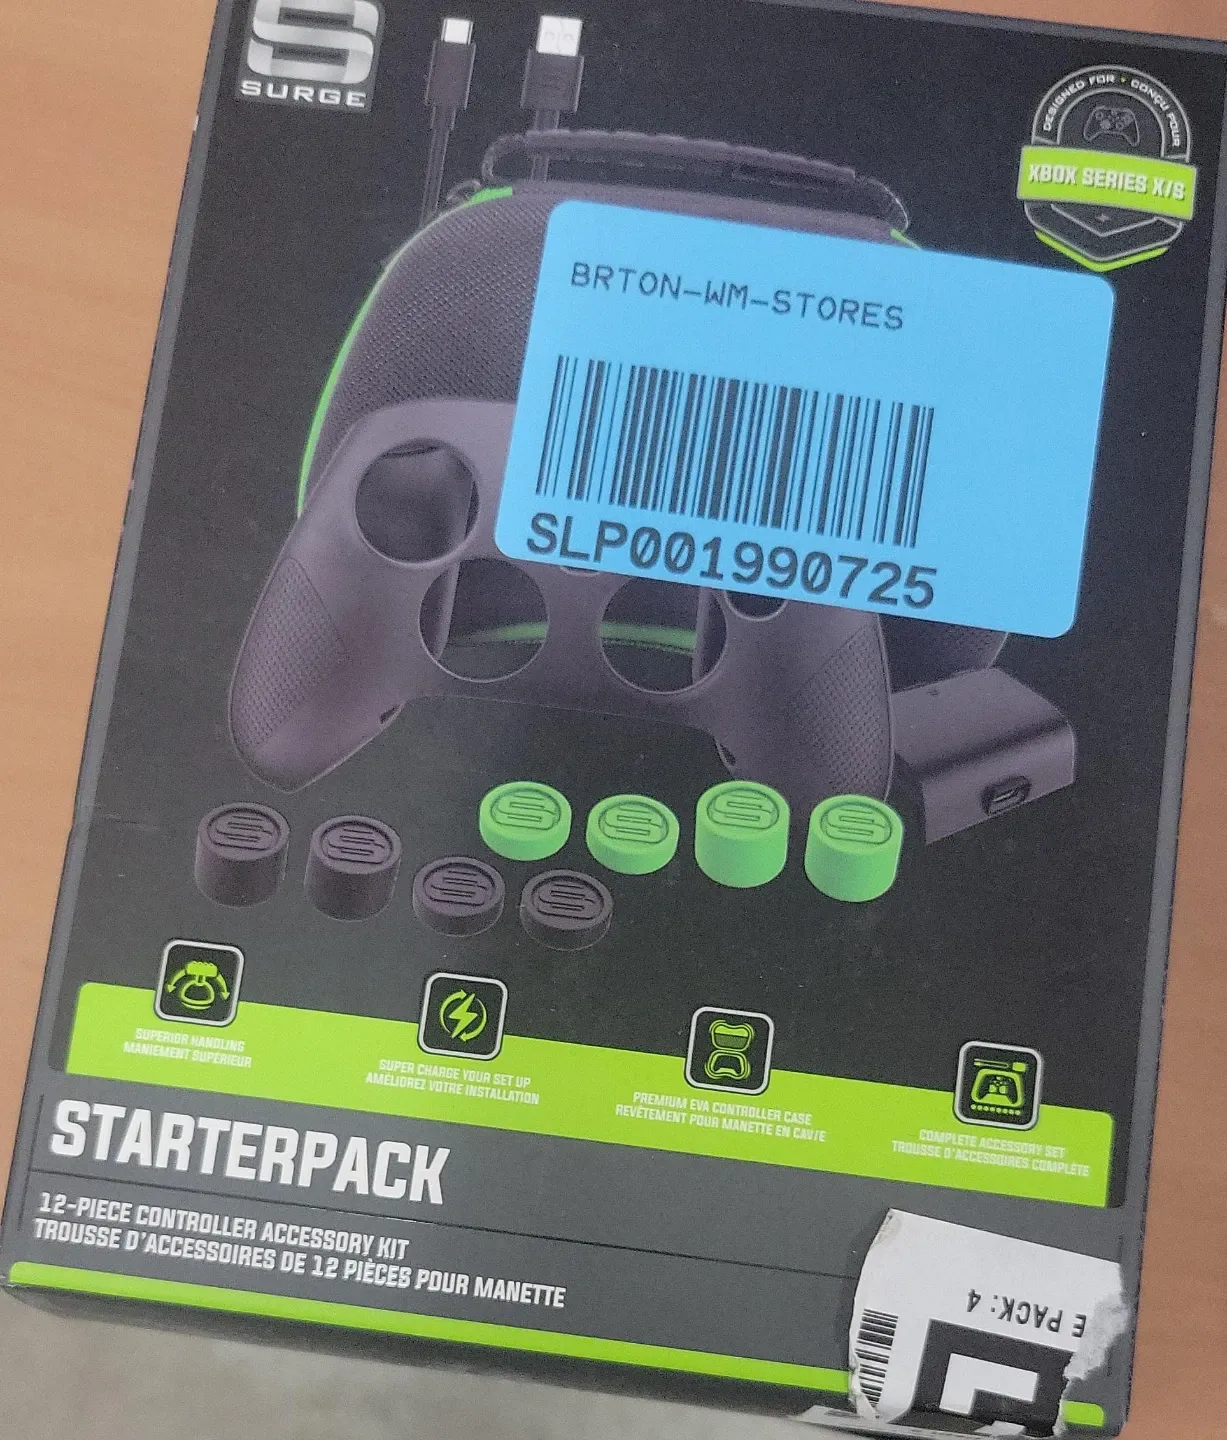 SURGE
DESIGNED FOR • CONÇU POUR
XBOX SERIES X/S
BRTON-WM-STORES
SLP001990725
SUPERIOR HANDLING
MANIEMENT SUPÉRIEUR
SUPER CHARGE YOUR SET UP
AMÉLIOREZ VOTRE INSTALLATION
PREMIUM EVA CONTROLLER CASE
REVÊTEMENT POUR MANETTE EN CAV/E
COMPLETE ACCESSORY SET
TROUSSE D'ACCESSOIRES COMPLÈTE
STARTERPACK
12-PIECE CONTROLLER ACCESSORY KIT
TROUSSE D'ACCESSOIRES DE 12 PIÈCES POUR MANETTE
E PACK: 4